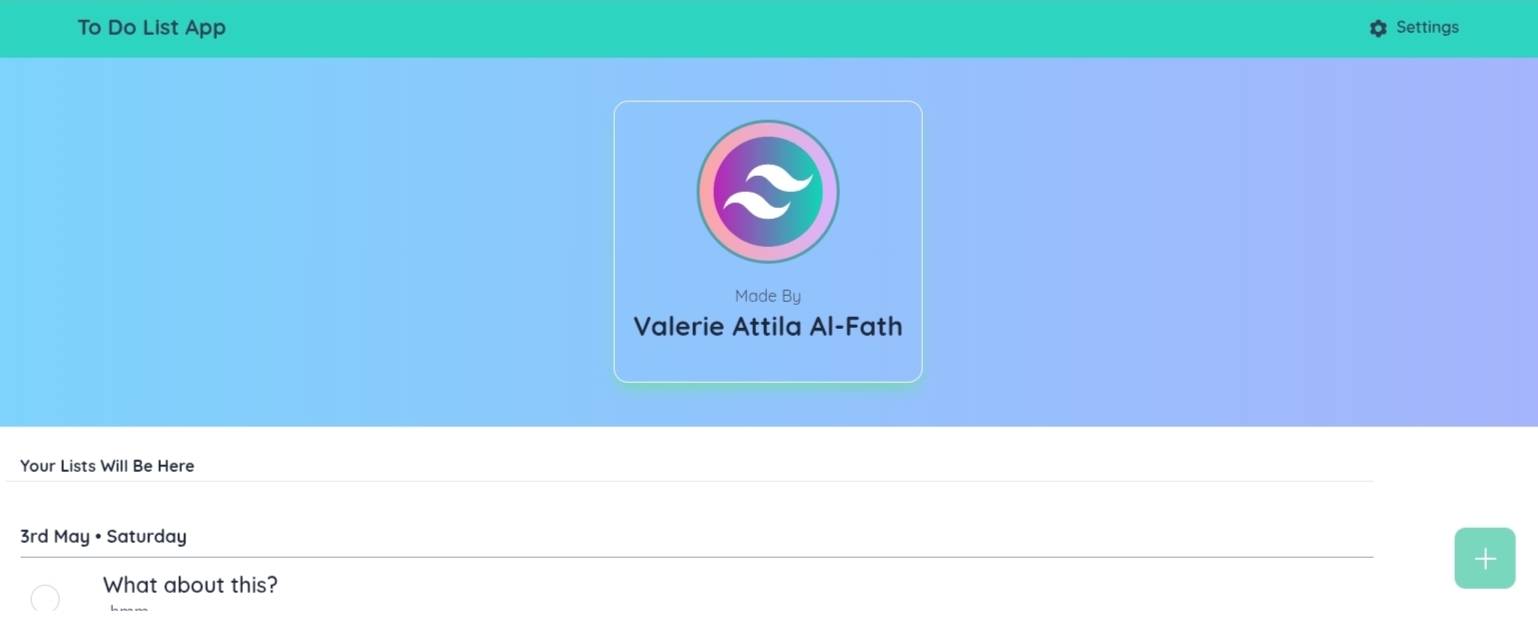 To Do List App
Settings
Made By
Valerie Attila Al-Fath
Your Lists Will Be Here
3rd May • Saturday
What about this?
hmm